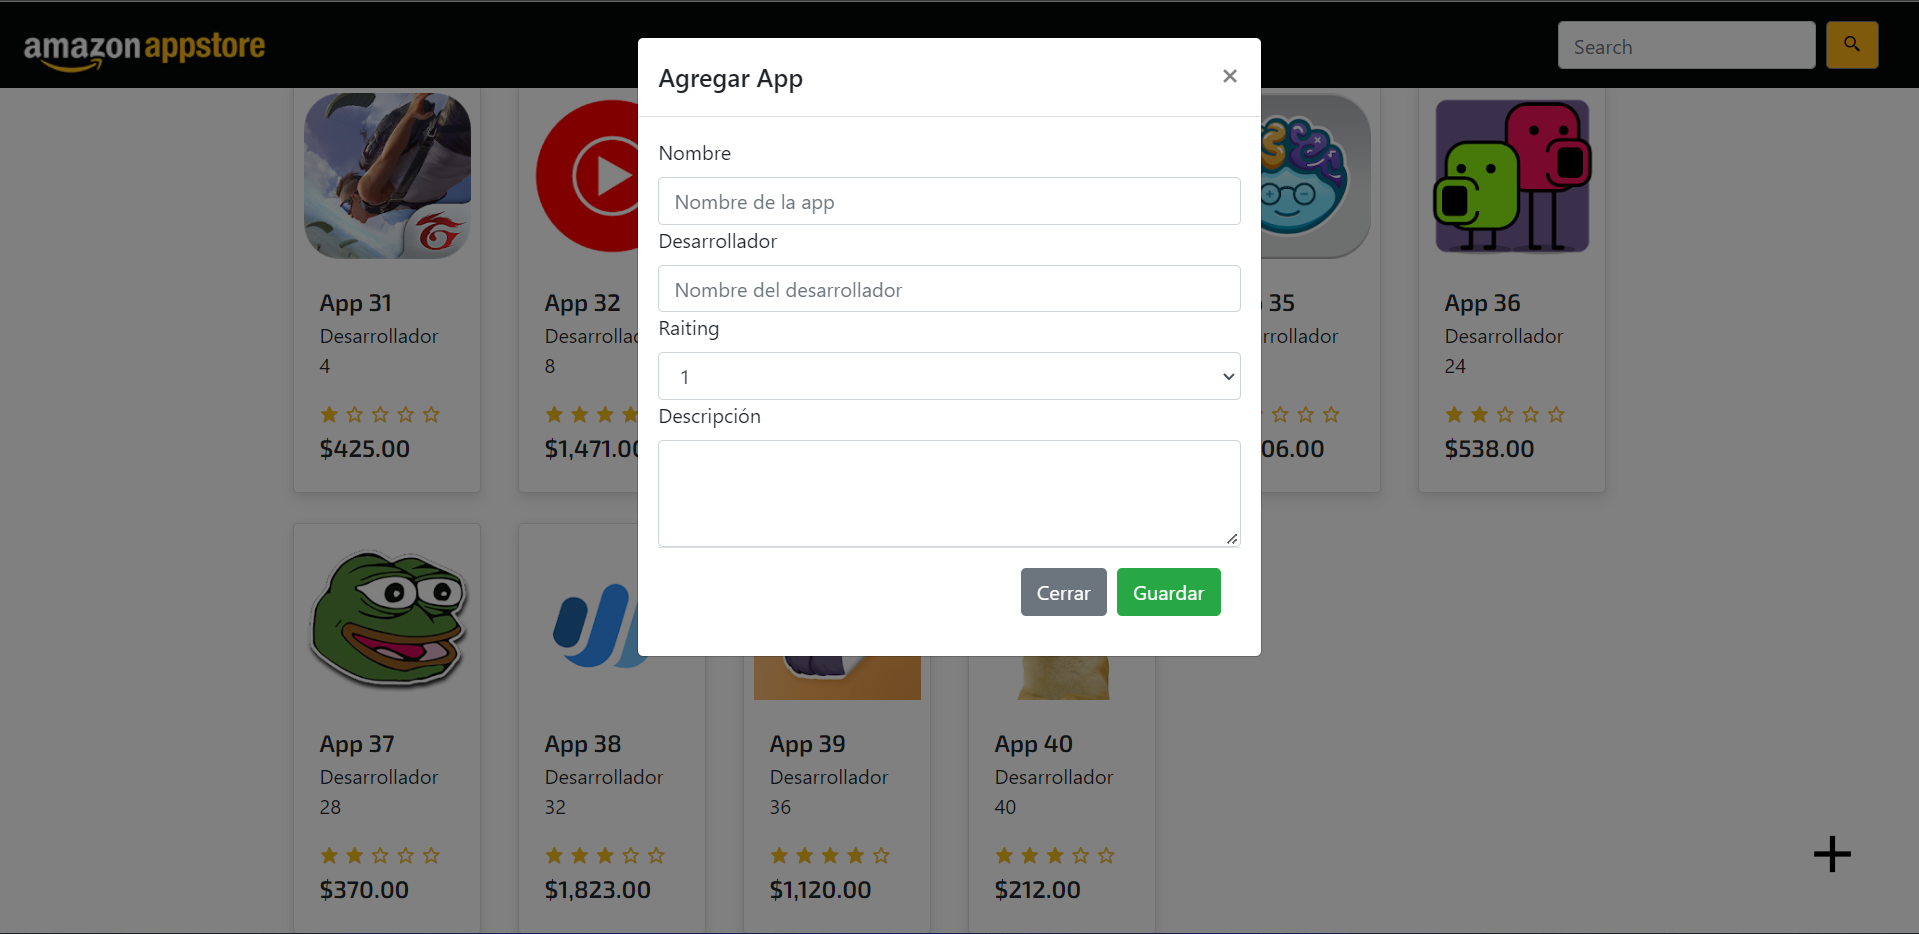 amazon appstore
Search
Agregar App
×
Nombre
Nombre de la app
Desarrollador
Nombre del desarrollador
Raiting
1
Descripción
Cerrar Guardar
App 31
Desarrollador
4
$425.00
App 32
8
$1,471.00
35
06.00
App 36
Desarrollador
24
$538.00
App 37
Desarrollador
28
$370.00
App 38
Desarrollador
32
$1,823.00
App 39
Desarrollador
36
$1,120.00
App 40
Desarrollador
40
$212.00